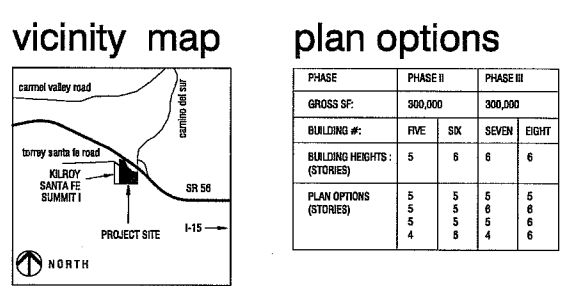 vicinity map
carmel valley road
camino del sur
torrey santa fe road
KILROY
SANTA FE
SUMMIT I
SR 56
PROJECT SITE
I-15
NORTH
plan options
PHASE PHASE II PHASE III
GROSS SF: 300,000 300,000
BUILDING #: FIVE SIX SEVEN EIGHT
BUILDING HEIGHTS : 5 6 6 6
(STORIES)
PLAN OPTIONS 5 5 5 5
(STORIES) 5 5 6 6
5 5 5 6
4 6 4 6